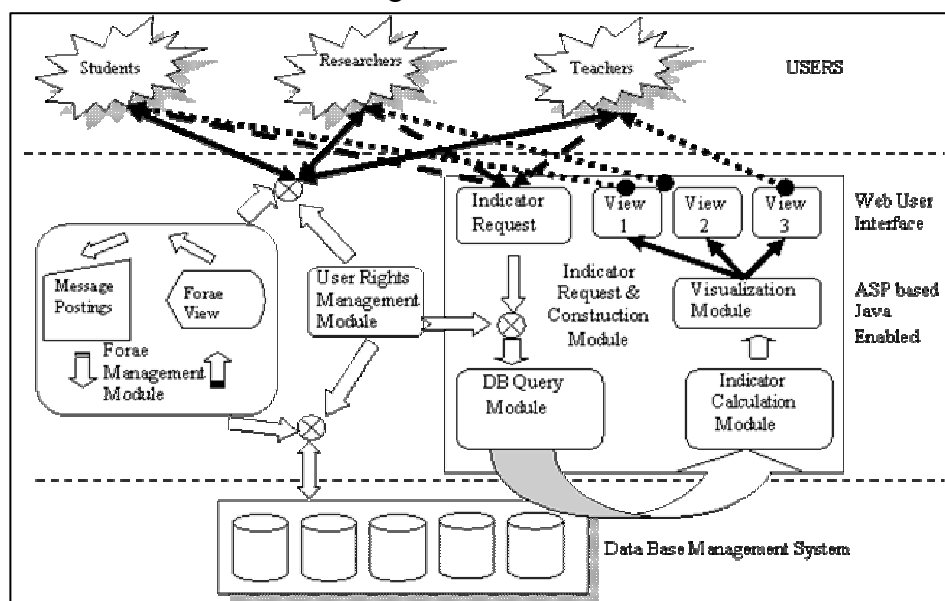 Students
Researchers
Teachers
USERS
Indicator
Request
View
1
View
2
View
3
Web User
Interface
Message
Postings
Forae
View
User Rights
Management
Module
Indicator
Request &
Construction
Module
Visualization
Module
ASP based
Java
Enabled
Forae
Management
Module
DB Query
Module
Indicator
Calculation
Module
Data Base Management System